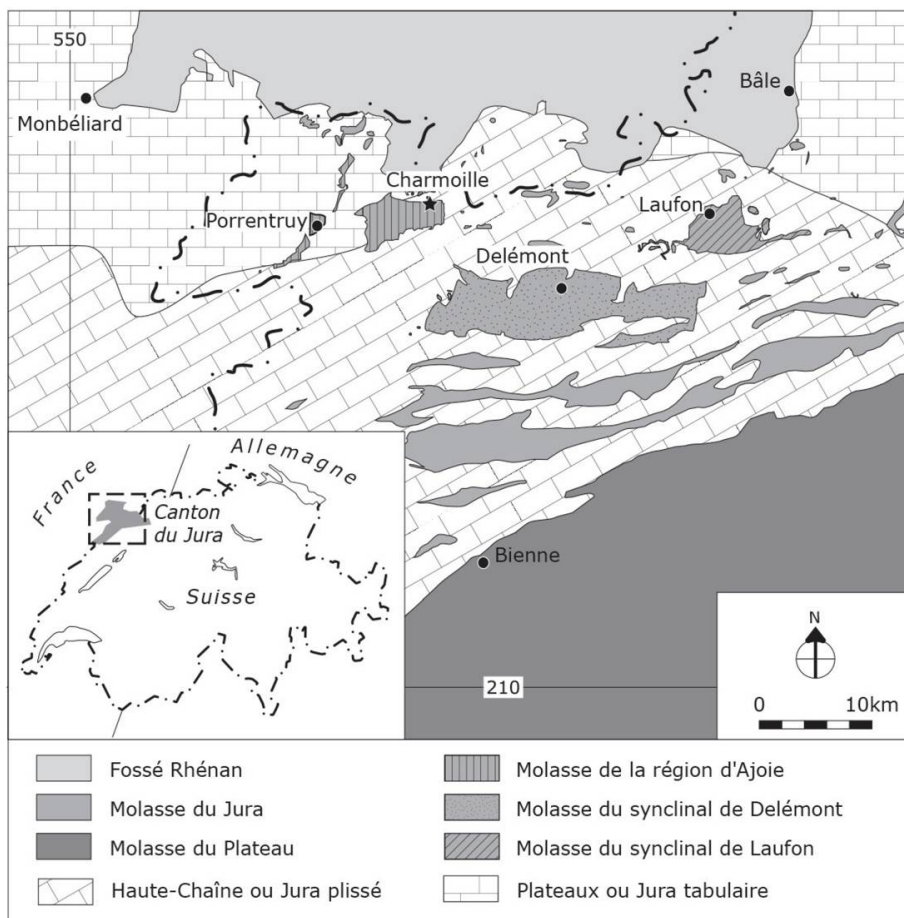 550
Monbéliard
Bâle
Charmoille
Porrentruy
Laufon
Delémont
France
Allemagne
Canton
du Jura
Suisse
Bienne
210
N
0 10km
Fossé Rhénan
Molasse du Jura
Molasse du Plateau
Haute-Chaîne ou Jura plissé
Molasse de la région d'Ajoie
Molasse du synclinal de Delémont
Molasse du synclinal de Laufon
Plateaux ou Jura tabulaire